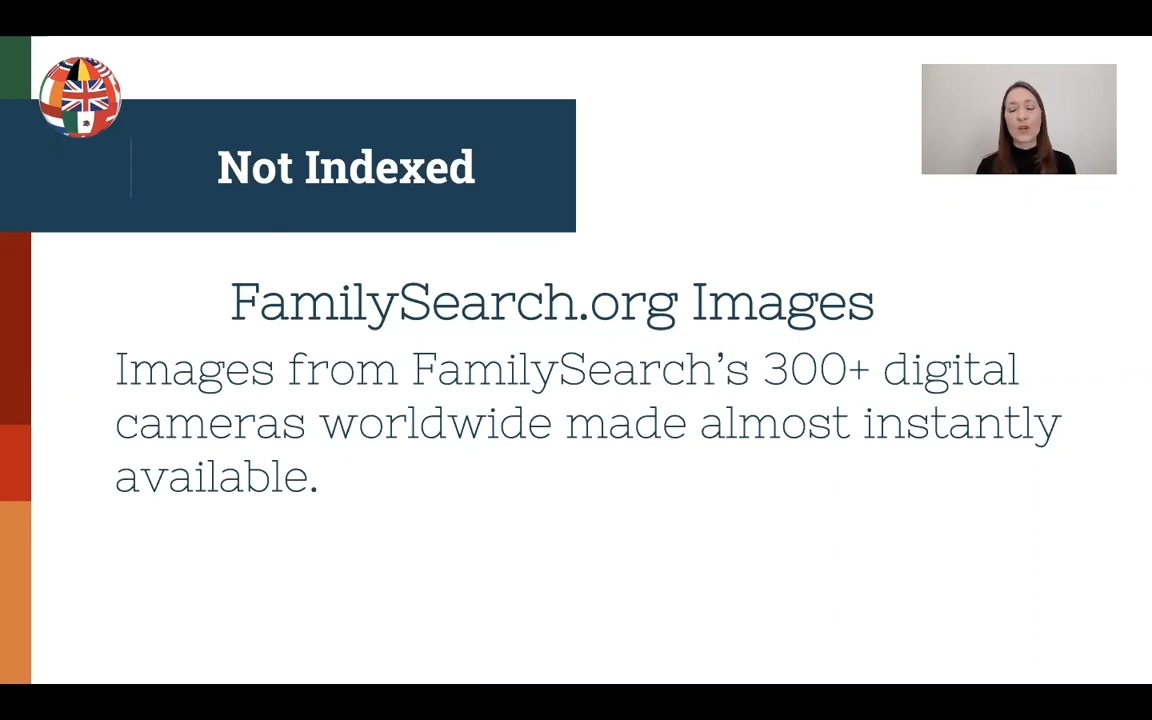 Not Indexed
FamilySearch.org Images
Images from FamilySearch’s 300+ digital
cameras worldwide made almost instantly
available.